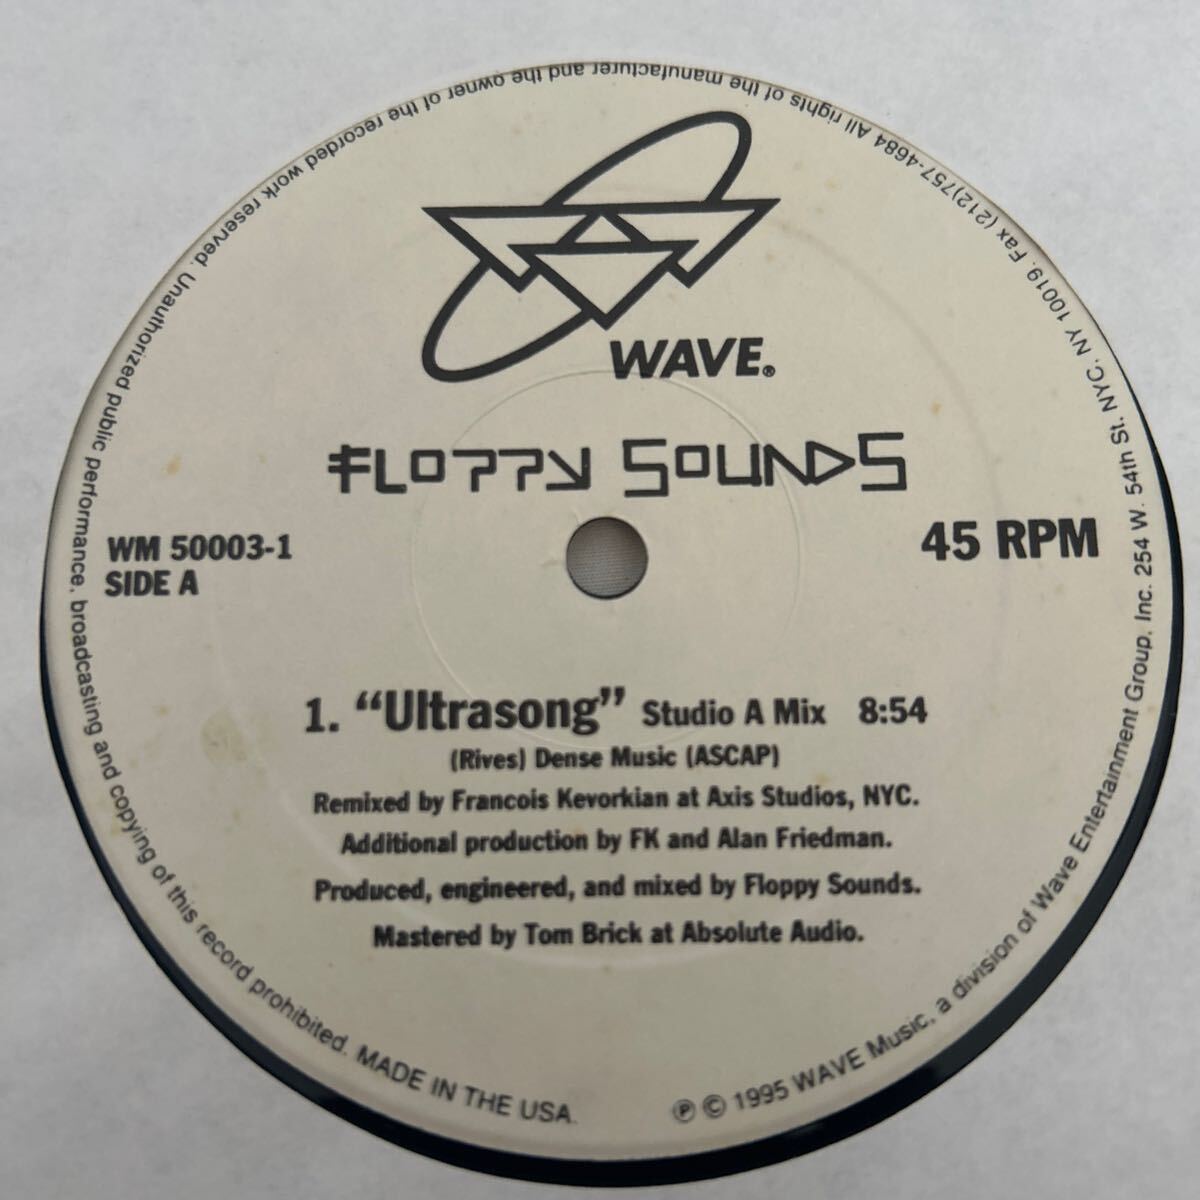 WAVE®
FLOPPY SOUNDS
WM 50003-1
SIDE A
45 RPM
1. “Ultrasong” Studio A Mix 8:54
(Rives) Dense Music (ASCAP)
Remixed by Francois Kevorkian at Axis Studios, NYC.
Additional production by FK and Alan Friedman.
Produced, engineered, and mixed by Floppy Sounds.
Mastered by Tom Brick at Absolute Audio.
℗ © 1995 WAVE Music, a division of Wave Entertainment Group, Inc. 254 W. 54th St. NYC, NY 10019. Fax (212)757-4684 All rights of the manufacturer and the owner of the recorded work reserved. Unauthorized public performance, broadcasting and copying of this record prohibited. MADE IN THE USA.